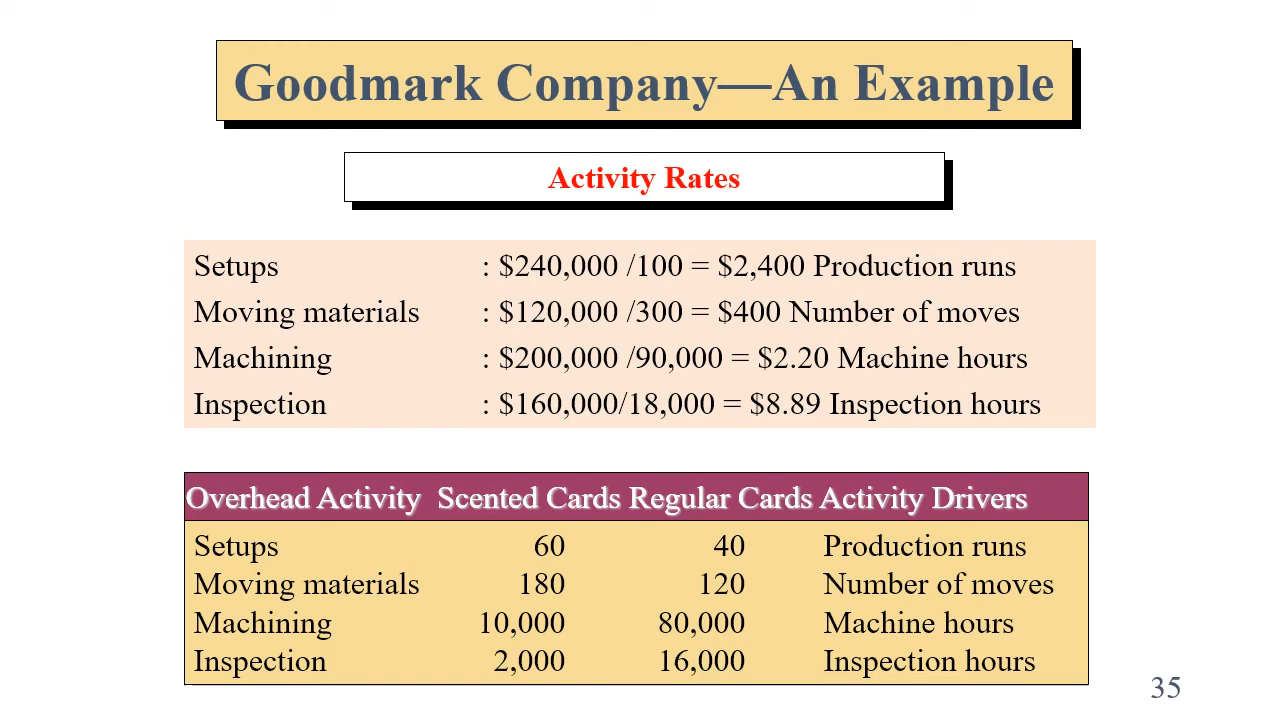 Goodmark Company—An Example
Activity Rates
Setups : $240,000 /100 = $2,400 Production runs
Moving materials : $120,000 /300 = $400 Number of moves
Machining : $200,000 /90,000 = $2.20 Machine hours
Inspection : $160,000/18,000 = $8.89 Inspection hours
Overhead Activity Scented Cards Regular Cards Activity Drivers
Setups 60 40 Production runs
Moving materials 180 120 Number of moves
Machining 10,000 80,000 Machine hours
Inspection 2,000 16,000 Inspection hours
35